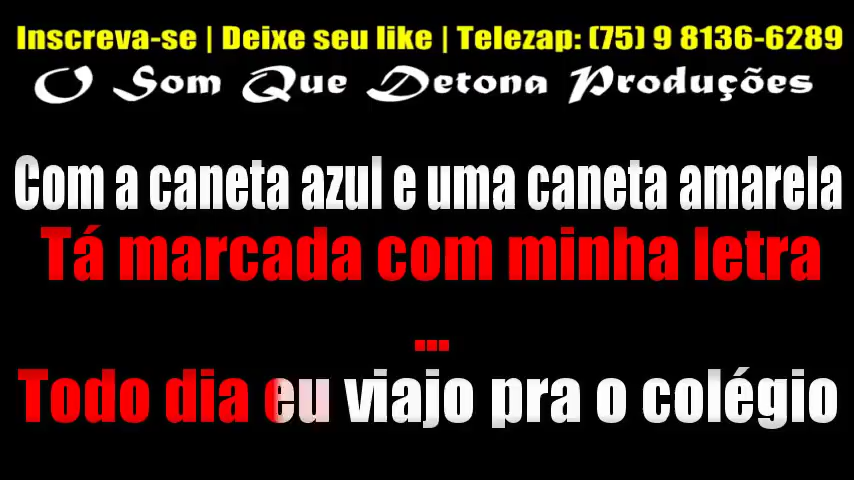 Inscreva-se | Deixe seu like | Telezap: (75) 9 8136-6289
O Som Que Detona Produções
Com a caneta azul e uma caneta amarela
Tá marcada com minha letra
...
Todo dia eu viajo pra o colégio